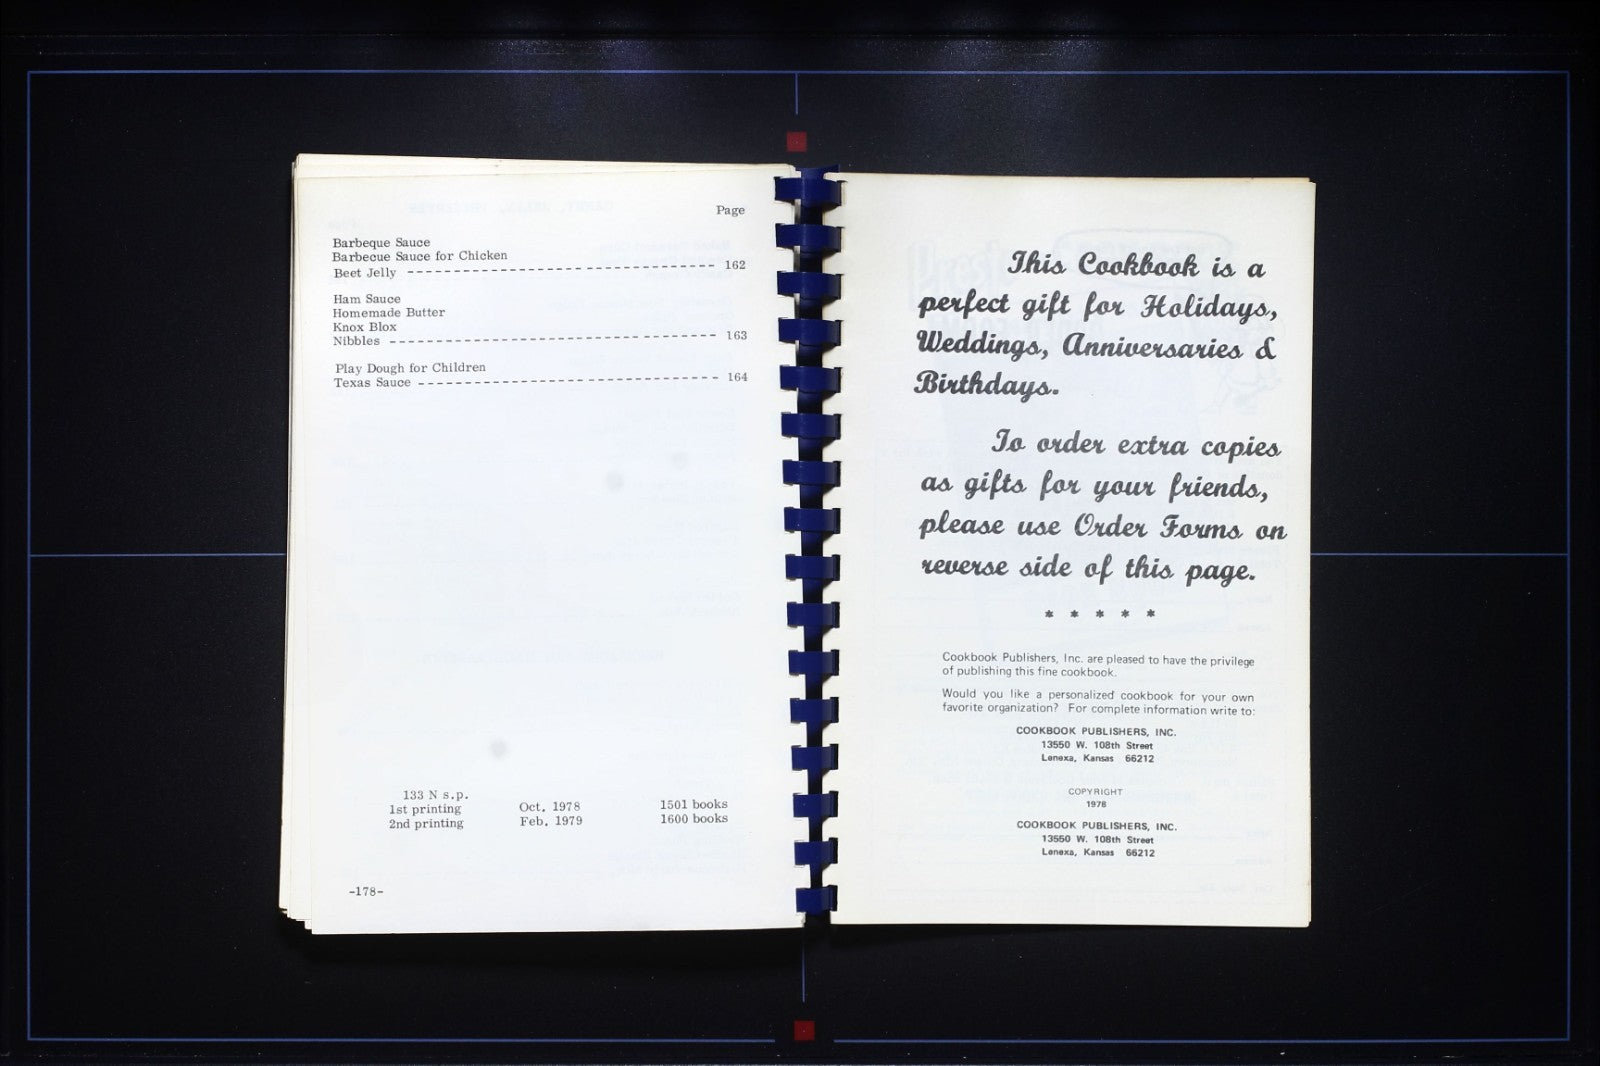 Page
Barbeque Sauce
Barbecue Sauce for Chicken
Beet Jelly ---------------------------------------- 162
Ham Sauce
Homemade Butter
Knox Blox
Nibbles ------------------------------------------ 163
Play Dough for Children
Texas Sauce -------------------------------------- 164
133 N s.p.
1st printing Oct. 1978 1501 books
2nd printing Feb. 1979 1600 books
-178-
This Cookbook is a
perfect gift for Holidays,
Weddings, Anniversaries &
Birthdays.
To order extra copies
as gifts for your friends,
please use Order Forms on
reverse side of this page.
* * * * *
Cookbook Publishers, Inc. are pleased to have the privilege
of publishing this fine cookbook.
Would you like a personalized cookbook for your own
favorite organization? For complete information write to:
COOKBOOK PUBLISHERS, INC.
13550 W. 108th Street
Lenexa, Kansas 66212
COPYRIGHT
1978
COOKBOOK PUBLISHERS, INC.
13550 W. 108th Street
Lenexa, Kansas 66212